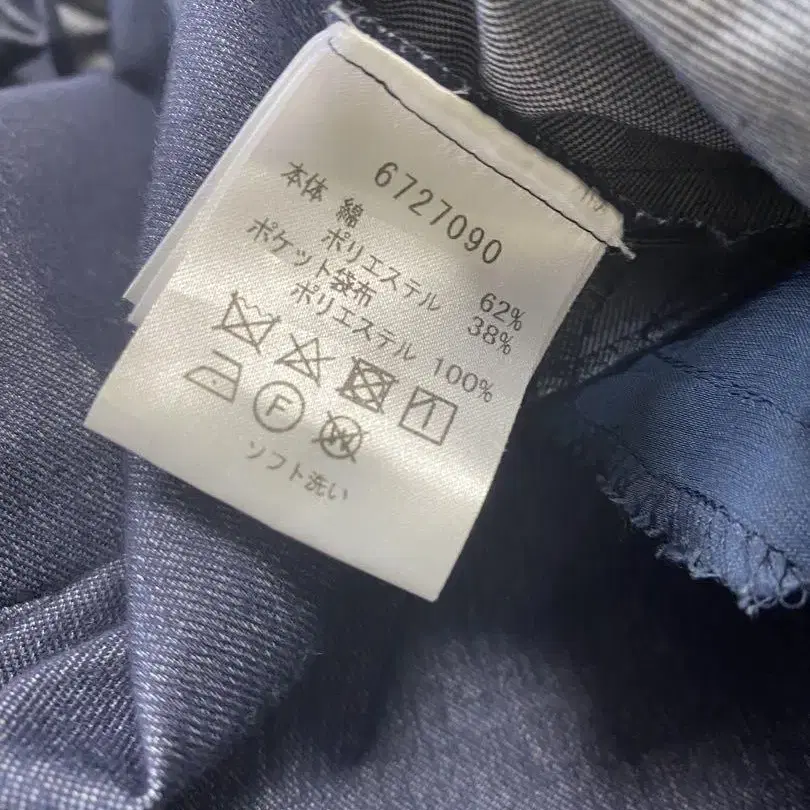 6727090
本体 綿 62%
ポリエステル 38%
ポケット袋布
ポリエステル 100%
F
W
ソフト洗い